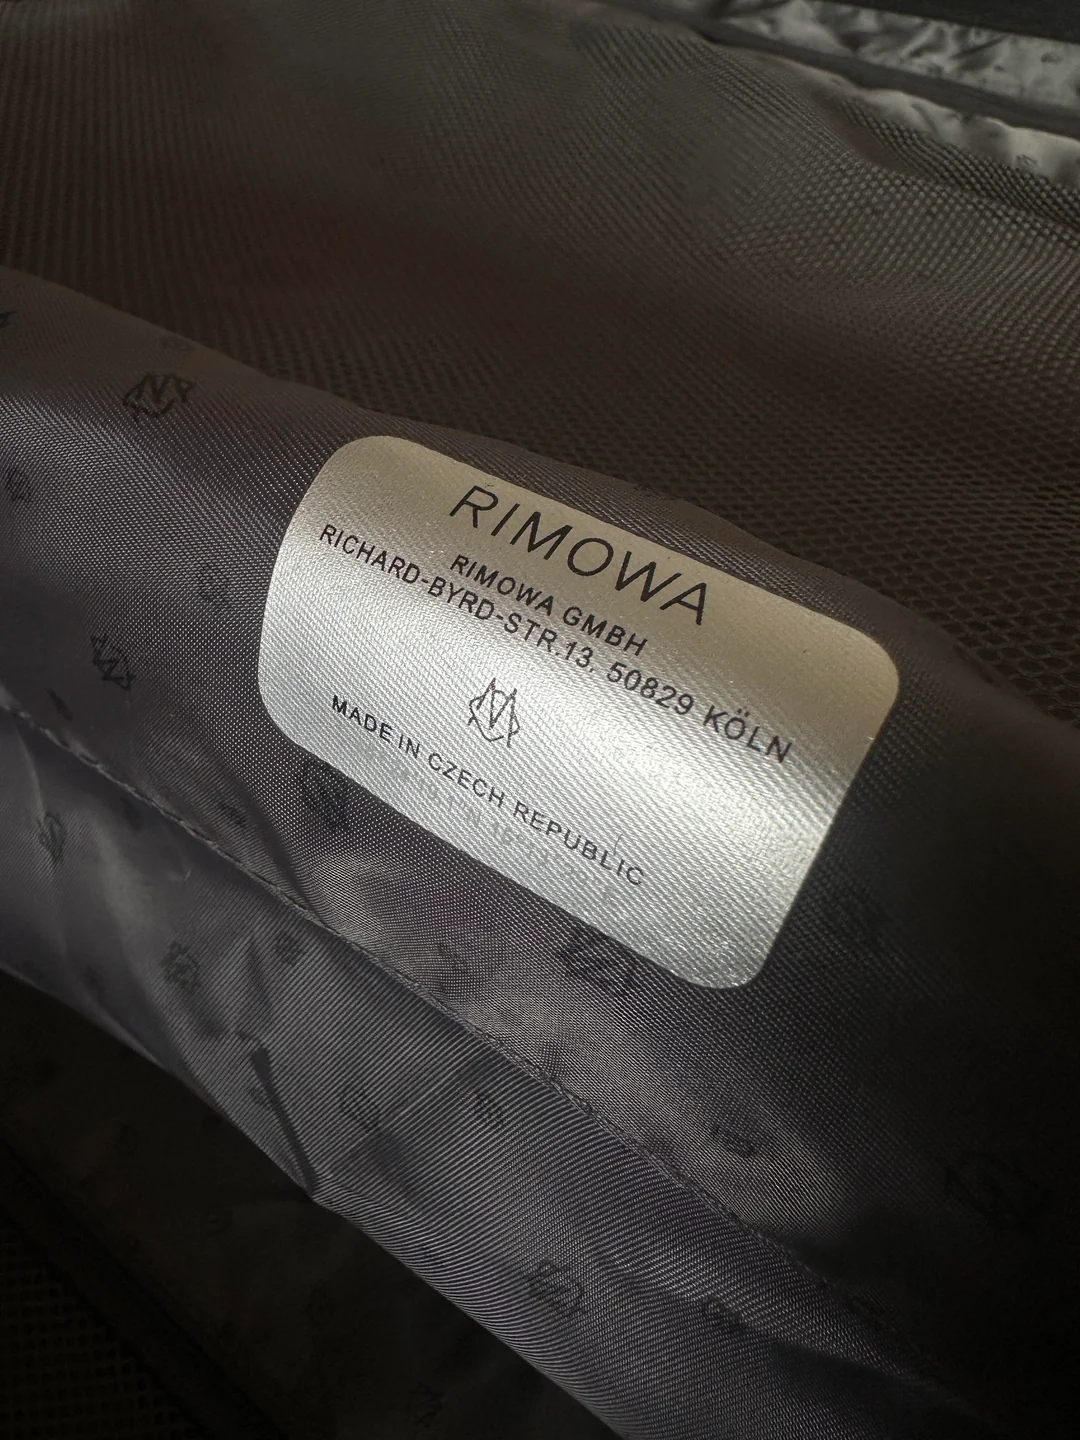 RIMOWA
RIMOWA GMBH
RICHARD-BYRD-STR.13, 50829 KÖLN
MADE IN CZECH REPUBLIC